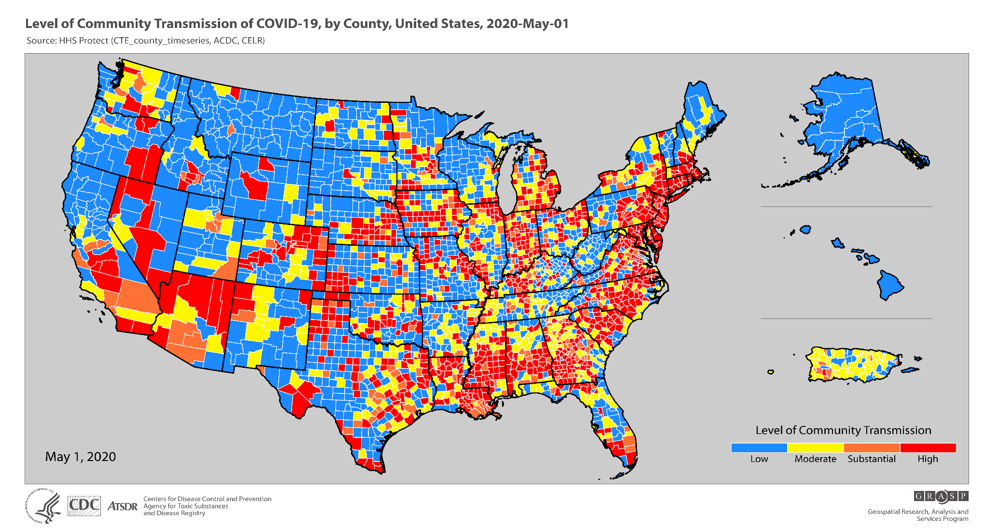 Level of Community Transmission of COVID-19, by County, United States, 2020-May-01
Source: HHS Protect (CTE_county_timeseries, ACDC, CELR)
Level of Community Transmission
Low Moderate Substantial High
May 1, 2020
CDC
ATSDR
Centers for Disease Control and Prevention
Agency for Toxic Substances
and Disease Registry
GRASP
Geospatial Research, Analysis and
Services Program